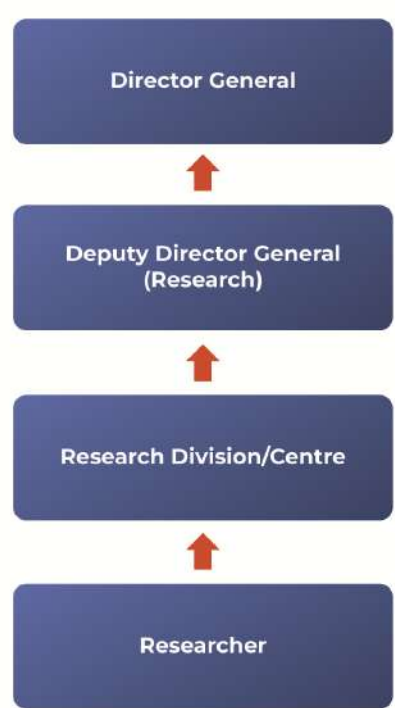 Director General
Deputy Director General
(Research)
Research Division/Centre
Researcher